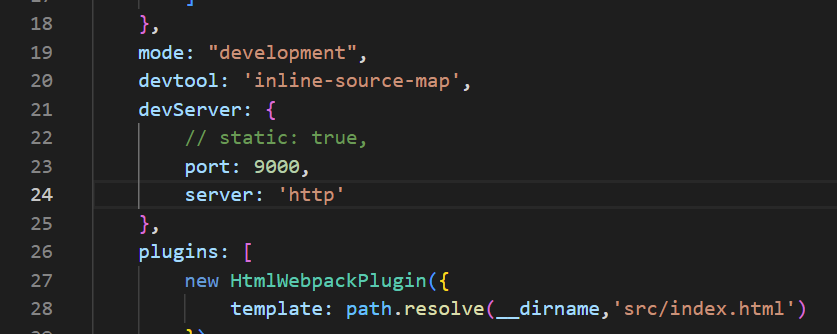 18 },
19 mode: "development",
20 devtool: 'inline-source-map',
21 devServer: {
22 // static: true,
23 port: 9000,
24 server: 'http'
25 },
26 plugins: [
27 new HtmlWebpackPlugin({
28 template: path.resolve(__dirname,'src/index.html')